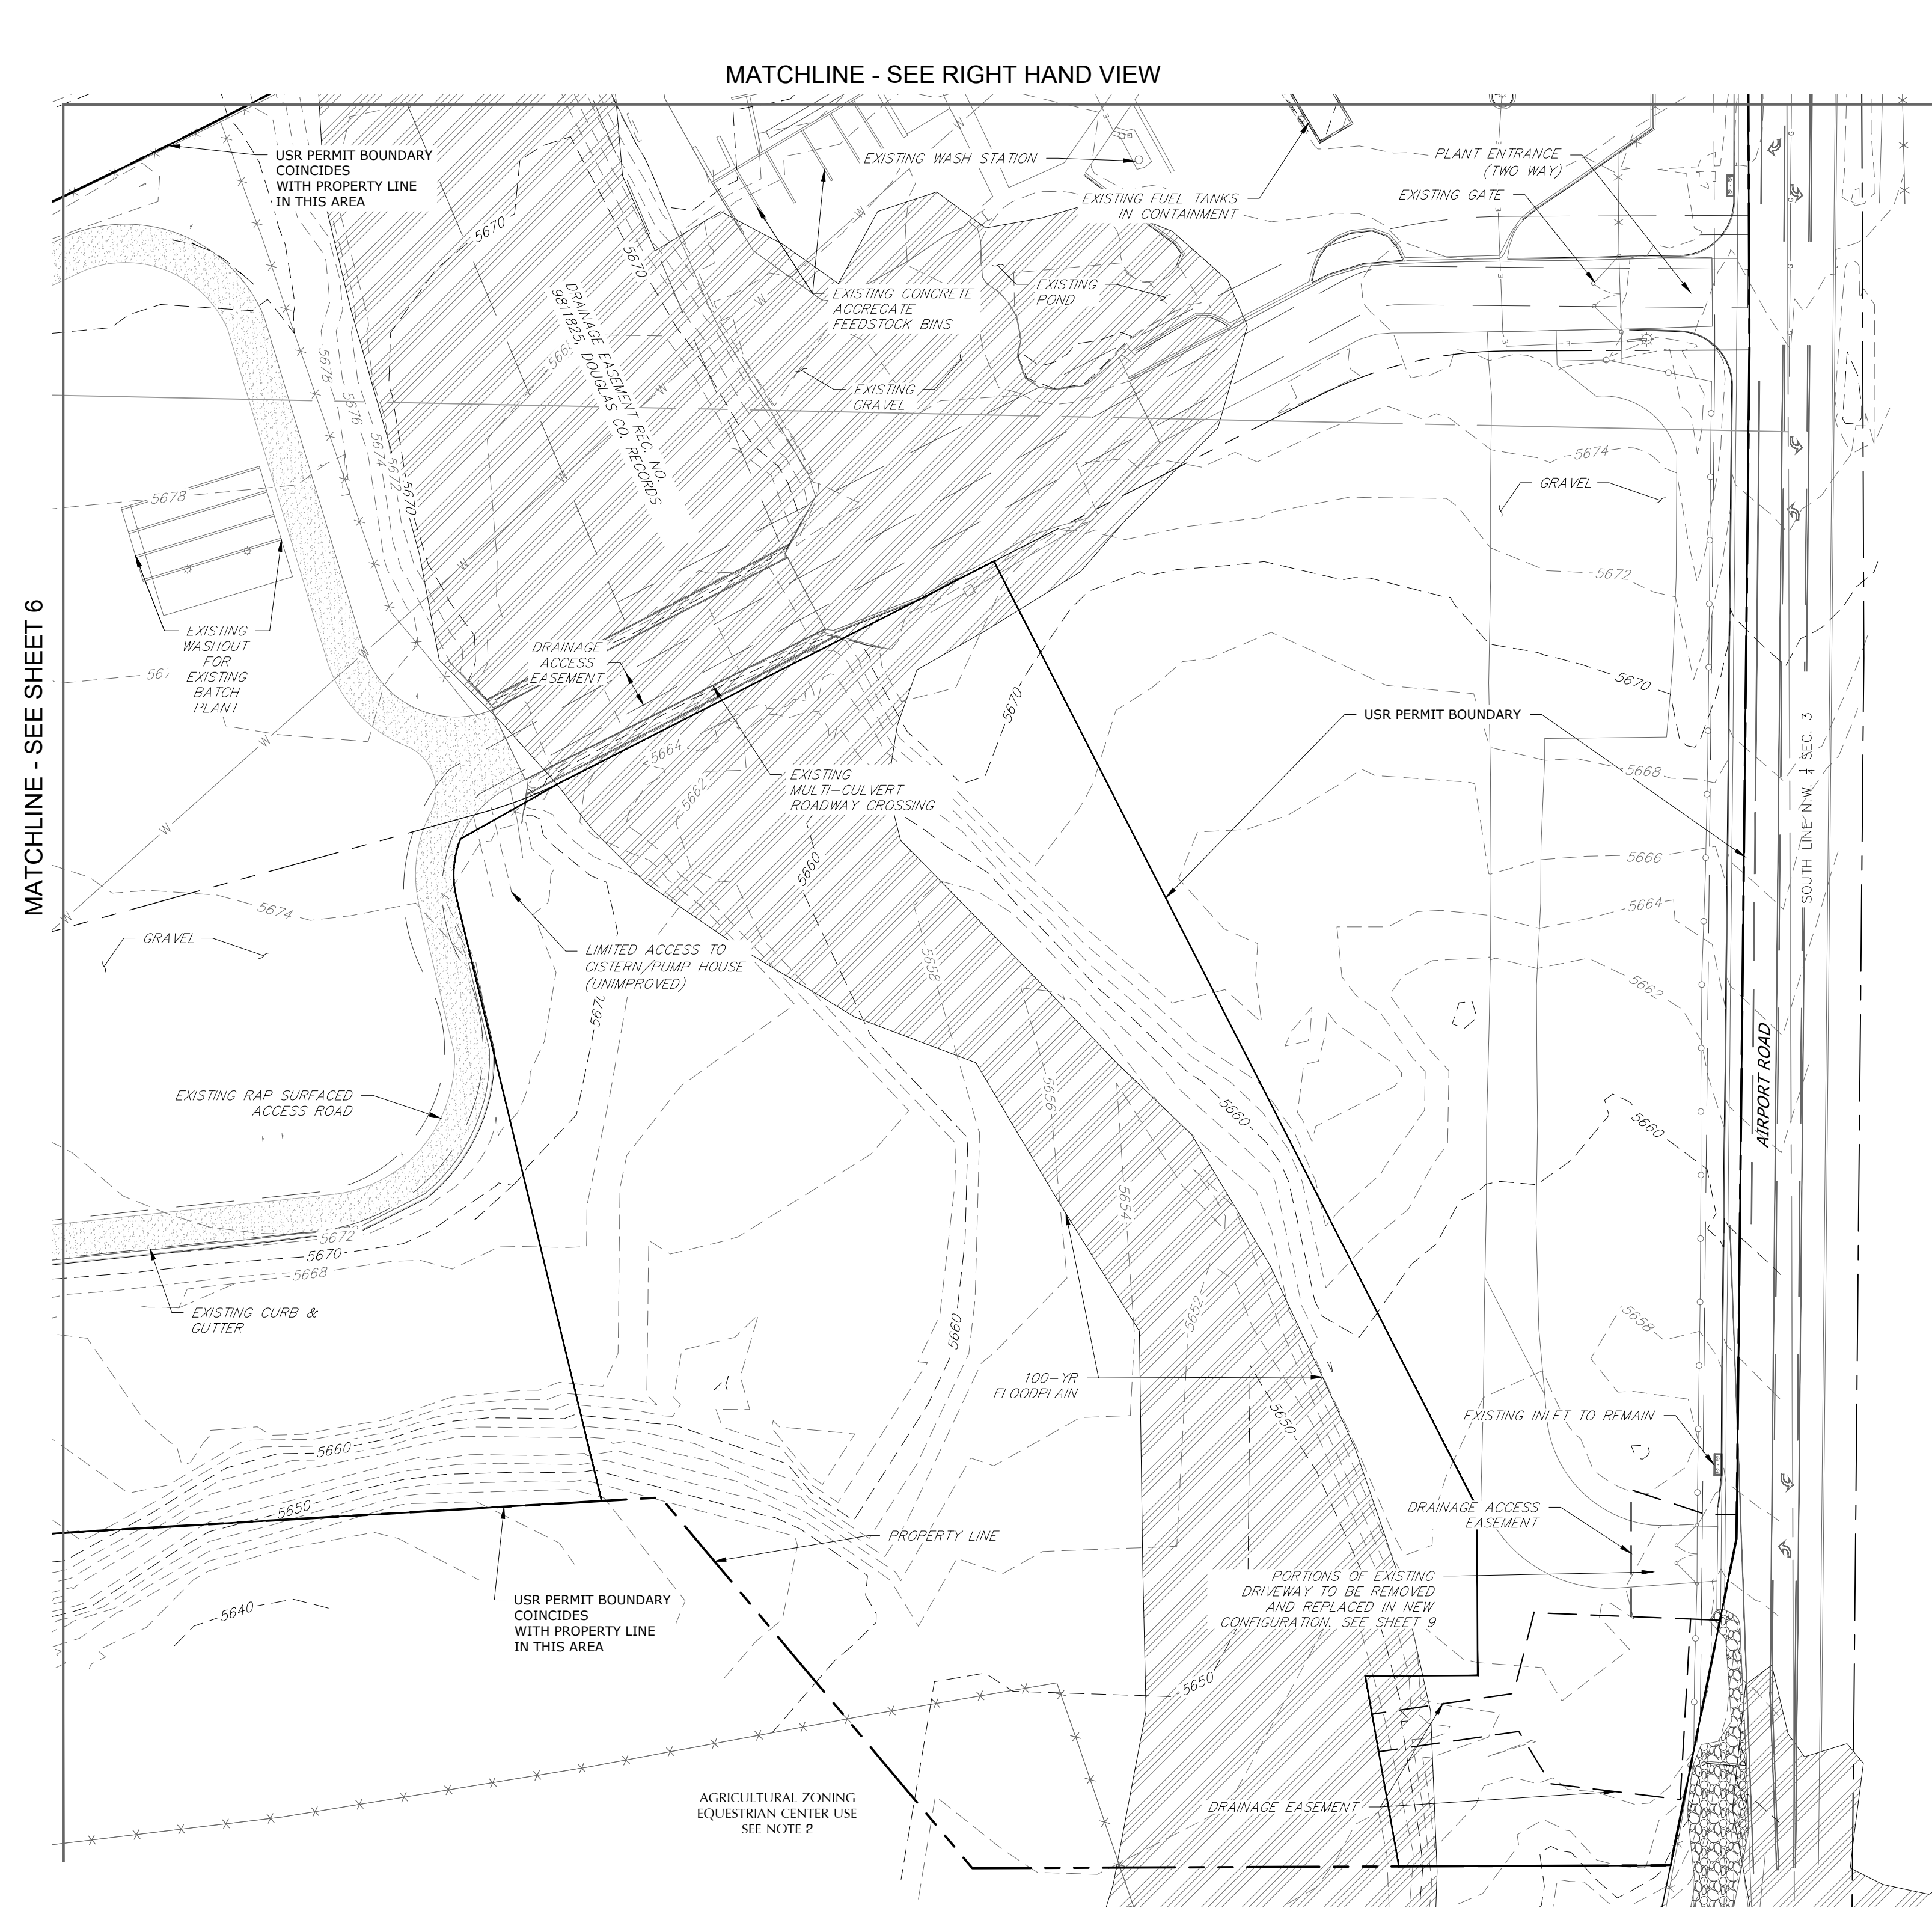 MATCHLINE - SEE RIGHT HAND VIEW
USR PERMIT BOUNDARY
COINCIDES
WITH PROPERTY LINE
IN THIS AREA
EXISTING WASH STATION
EXISTING FUEL TANKS
IN CONTAINMENT
PLANT ENTRANCE
(TWO WAY)
EXISTING GATE
5670
5670
DRAINAGE EASEMENT REC. NO.
9811825, DOUGLAS CO. RECORDS
EXISTING CONCRETE
AGGREGATE
FEEDSTOCK BINS
EXISTING
POND
EXISTING
GRAVEL
5678
5676
5674
5672
5670
5678
5674
GRAVEL
5672
5670
MATCHLINE - SEE SHEET 6
EXISTING
WASHOUT
FOR
EXISTING
BATCH
PLANT
DRAINAGE
ACCESS
EASEMENT
5670
USR PERMIT BOUNDARY
SOUTH LINE N.W. 1/4 SEC. 3
5664
5662
EXISTING
MULTI-CULVERT
ROADWAY CROSSING
5668
5660
5666
5664
5674
GRAVEL
LIMITED ACCESS TO
CISTERN/PUMP HOUSE
(UNIMPROVED)
5658
5662
5672
AIRPORT ROAD
EXISTING RAP SURFACED
ACCESS ROAD
5656
5660
5660
5654
5672
5670
5668
EXISTING CURB &
GUTTER
5652
5658
5660
100-YR
FLOODPLAIN
5650
EXISTING INLET TO REMAIN
5660
5650
DRAINAGE ACCESS
EASEMENT
PROPERTY LINE
PORTIONS OF EXISTING
DRIVEWAY TO BE REMOVED
AND REPLACED IN NEW
CONFIGURATION. SEE SHEET 9
USR PERMIT BOUNDARY
COINCIDES
WITH PROPERTY LINE
IN THIS AREA
5640
5650
AGRICULTURAL ZONING
EQUESTRIAN CENTER USE
SEE NOTE 2
DRAINAGE EASEMENT